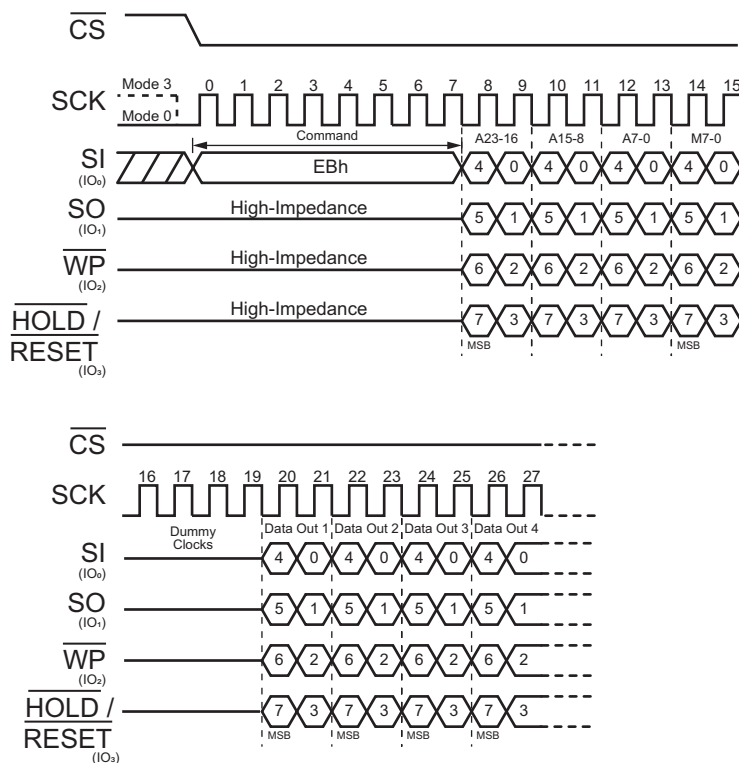 CS
Mode 3
0 1 2 3 4 5 6 7 8 9 10 11 12 13 14 15
SCK
Mode 0
Command
A23-16 A15-8 A7-0 M7-0
SI
(IO₀)
EBh
4 0 4 0 4 0 4 0
SO
(IO₁)
High-Impedance
5 1 5 1 5 1 5 1
WP
(IO₂)
High-Impedance
6 2 6 2 6 2 6 2
HOLD /
RESET
(IO₃)
High-Impedance
7 3 7 3 7 3 7 3
MSB MSB
CS
16 17 18 19 20 21 22 23 24 25 26 27
SCK
Dummy
Clocks
Data Out 1 Data Out 2 Data Out 3 Data Out 4
SI
(IO₀)
4 0 4 0 4 0 4 0
SO
(IO₁)
5 1 5 1 5 1 5 1
WP
(IO₂)
6 2 6 2 6 2 6 2
HOLD /
RESET
(IO₃)
7 3 7 3 7 3 7 3
MSB MSB MSB MSB